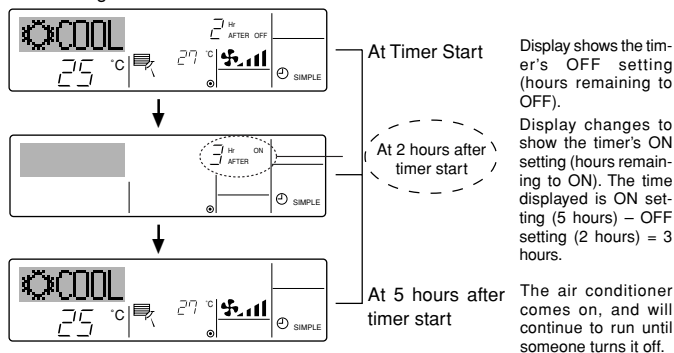 COOL
2 Hr
AFTER OFF
25 °C
27 °C
SIMPLE
At Timer Start
Display shows the tim-
er's OFF setting
(hours remaining to
OFF).
3 Hr ON
AFTER
SIMPLE
At 2 hours after
timer start
Display changes to
show the timer's ON
setting (hours remain-
ing to ON). The time
displayed is ON set-
ting (5 hours) – OFF
setting (2 hours) = 3
hours.
COOL
25 °C
27 °C
SIMPLE
At 5 hours after
timer start
The air conditioner
comes on, and will
continue to run until
someone turns it off.